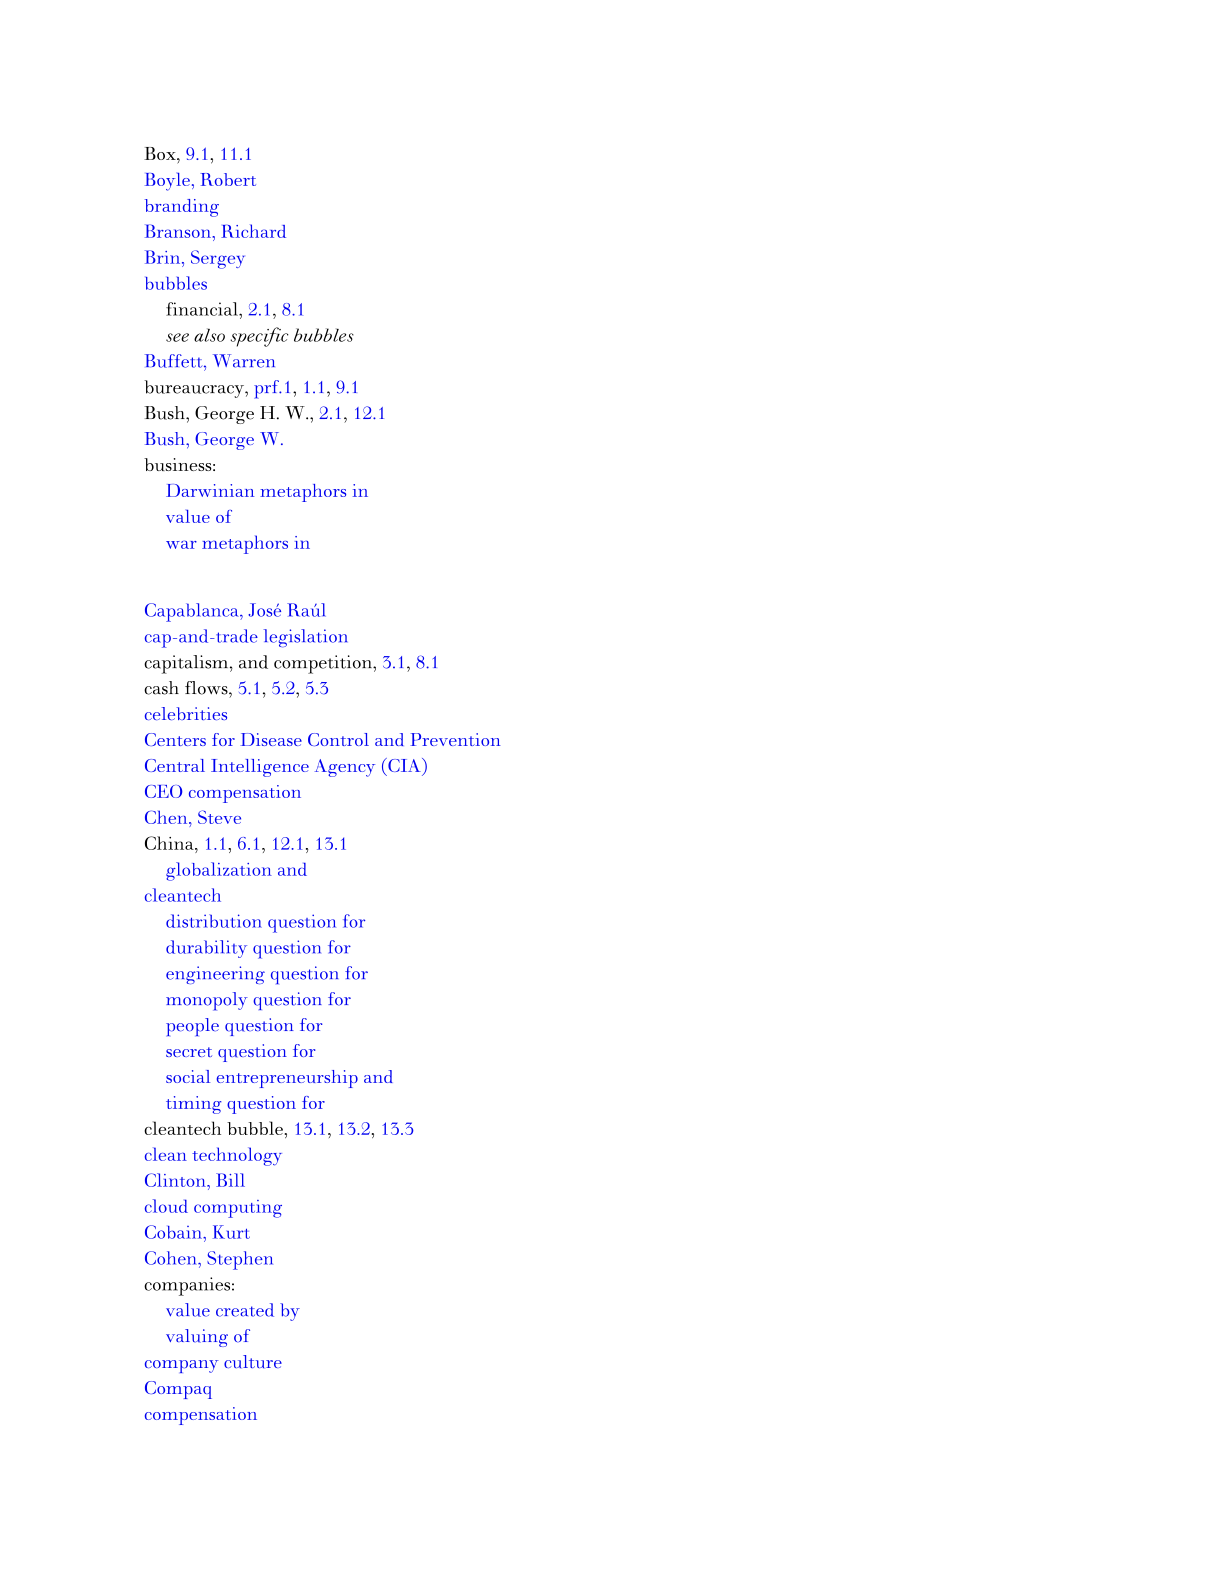 Box, 9.1, 11.1
Boyle, Robert
branding
Branson, Richard
Brin, Sergey
bubbles
financial, 2.1, 8.1
see also specific bubbles
Buffett, Warren
bureaucracy, prf.1, 1.1, 9.1
Bush, George H. W., 2.1, 12.1
Bush, George W.
business:
Darwinian metaphors in
value of
war metaphors in
Capablanca, José Raúl
cap-and-trade legislation
capitalism, and competition, 3.1, 8.1
cash flows, 5.1, 5.2, 5.3
celebrities
Centers for Disease Control and Prevention
Central Intelligence Agency (CIA)
CEO compensation
Chen, Steve
China, 1.1, 6.1, 12.1, 13.1
globalization and
cleantech
distribution question for
durability question for
engineering question for
monopoly question for
people question for
secret question for
social entrepreneurship and
timing question for
cleantech bubble, 13.1, 13.2, 13.3
clean technology
Clinton, Bill
cloud computing
Cobain, Kurt
Cohen, Stephen
companies:
value created by
valuing of
company culture
Compaq
compensation